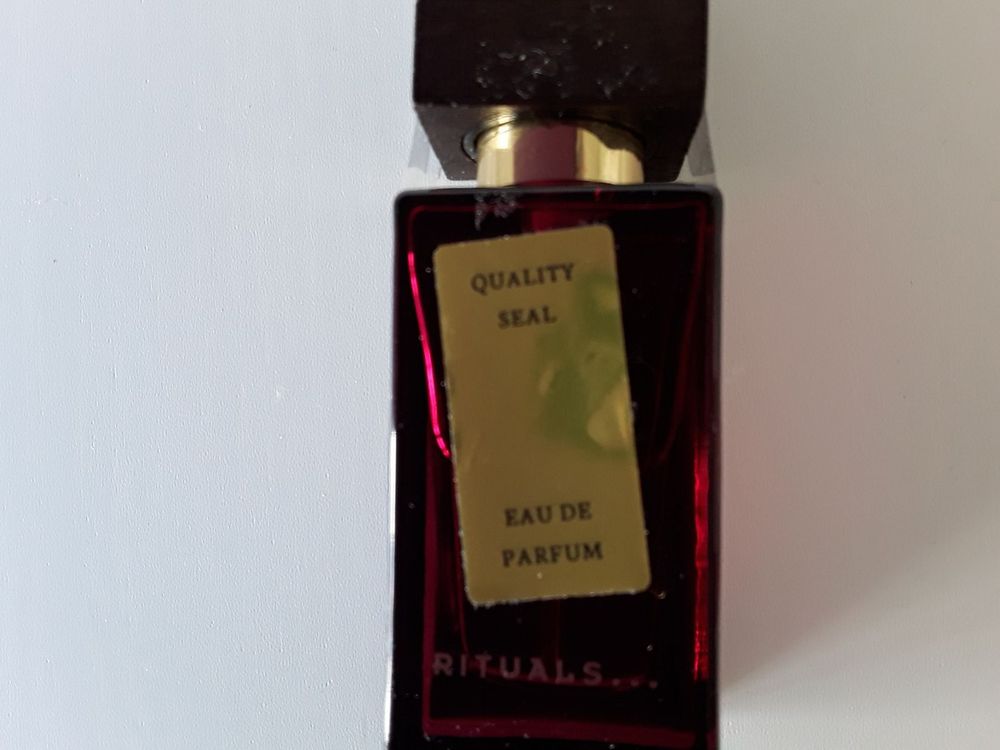 QUALITY
SEAL
EAU DE
PARFUM
RITUALS...